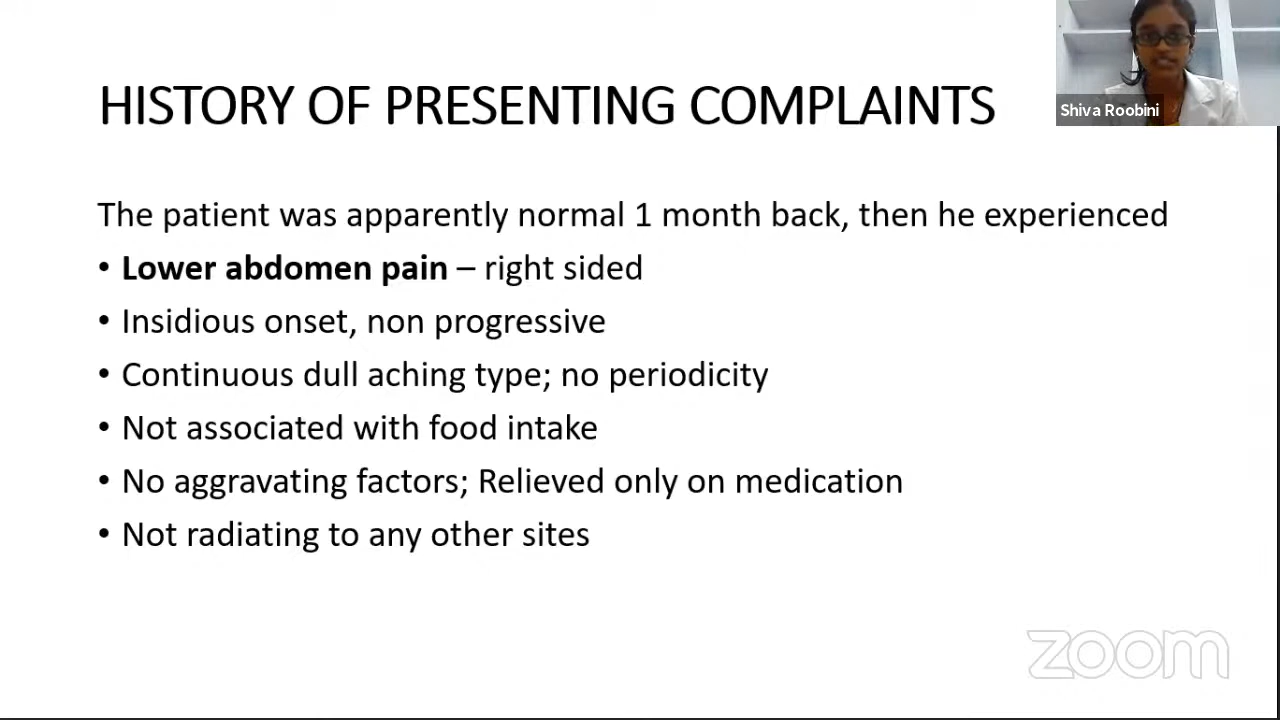 HISTORY OF PRESENTING COMPLAINTS
Shiva Roobini
The patient was apparently normal 1 month back, then he experienced
• Lower abdomen pain – right sided
• Insidious onset, non progressive
• Continuous dull aching type; no periodicity
• Not associated with food intake
• No aggravating factors; Relieved only on medication
• Not radiating to any other sites
zoom